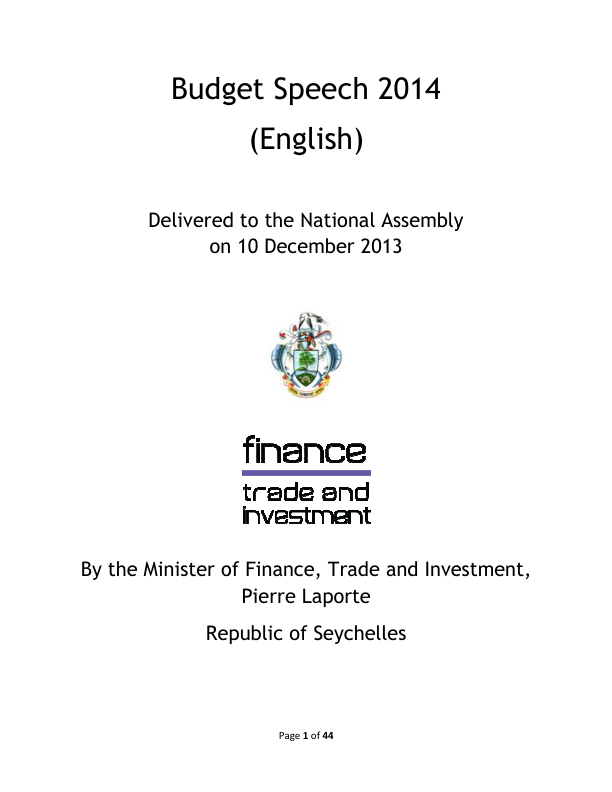 Budget Speech 2014
(English)
Delivered to the National Assembly
on 10 December 2013
finance
trade and
investment
By the Minister of Finance, Trade and Investment,
Pierre Laporte
Republic of Seychelles
Page 1 of 44